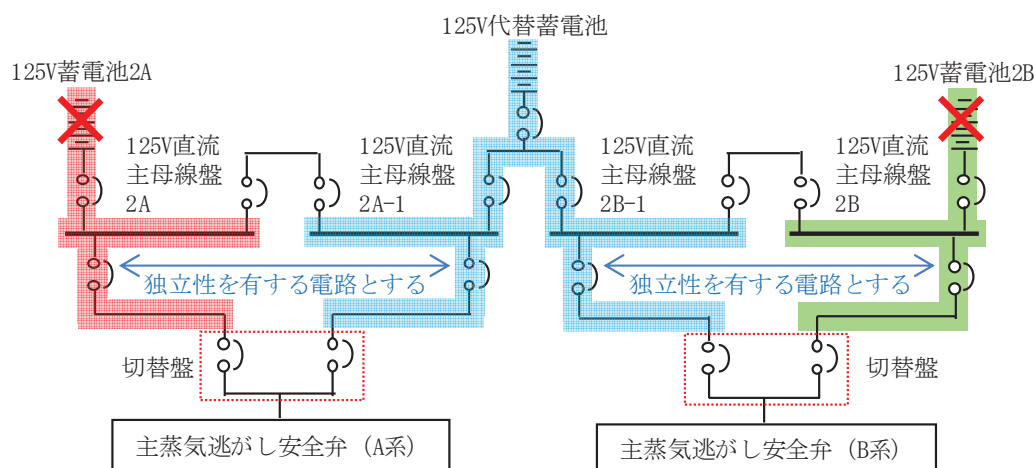 125V代替蓄電池
125V蓄電池2A
125V蓄電池2B
125V直流
主母線盤
2A
125V直流
主母線盤
2A-1
125V直流
主母線盤
2B-1
125V直流
主母線盤
2B
独立性を有する電路とする
独立性を有する電路とする
切替盤
切替盤
主蒸気逃がし安全弁（A系）
主蒸気逃がし安全弁（B系）